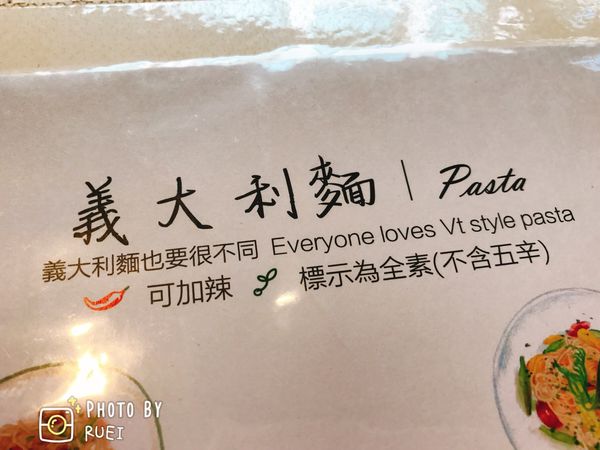 義大利麵 | Pasta
義大利麵也要很不同 Everyone loves Vt style pasta
可加辣 標示為全素(不含五辛)
PHOTO BY
RUEI